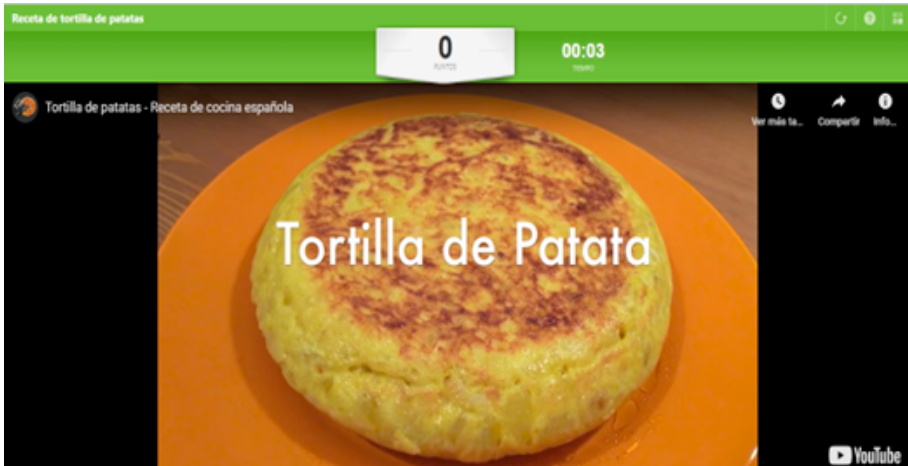 Receta de tortilla de patatas
0
PUNTOS
00:03
TIEMPO
Tortilla de patatas - Receta de cocina española
Ver más ta...
Compartir
Info...
Tortilla de Patata
YouTube